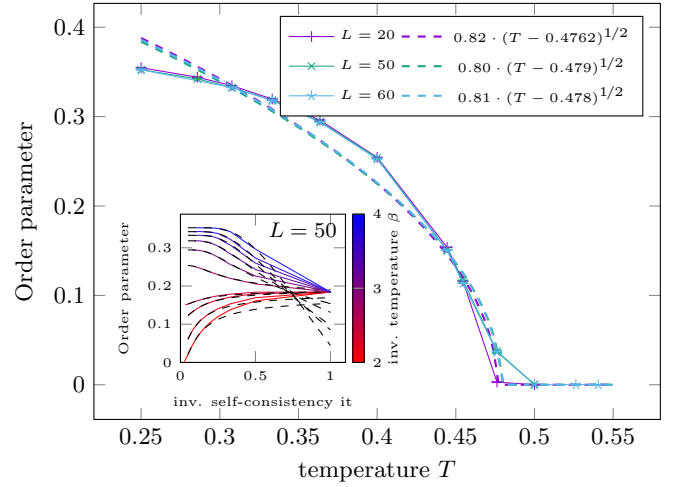 0.4
0.3
0.2
0.1
0
0.25 0.3 0.35 0.4 0.45 0.5 0.55
Order parameter
temperature T
L = 20 0.82 · (T − 0.4762)^{1/2}
L = 50 0.80 · (T − 0.479)^{1/2}
L = 60 0.81 · (T − 0.478)^{1/2}
L = 50
0.3
0.2
0.1
0
0 0.5 1
Order parameter
inv. self-consistency it
4
3
2
inv. temperature β